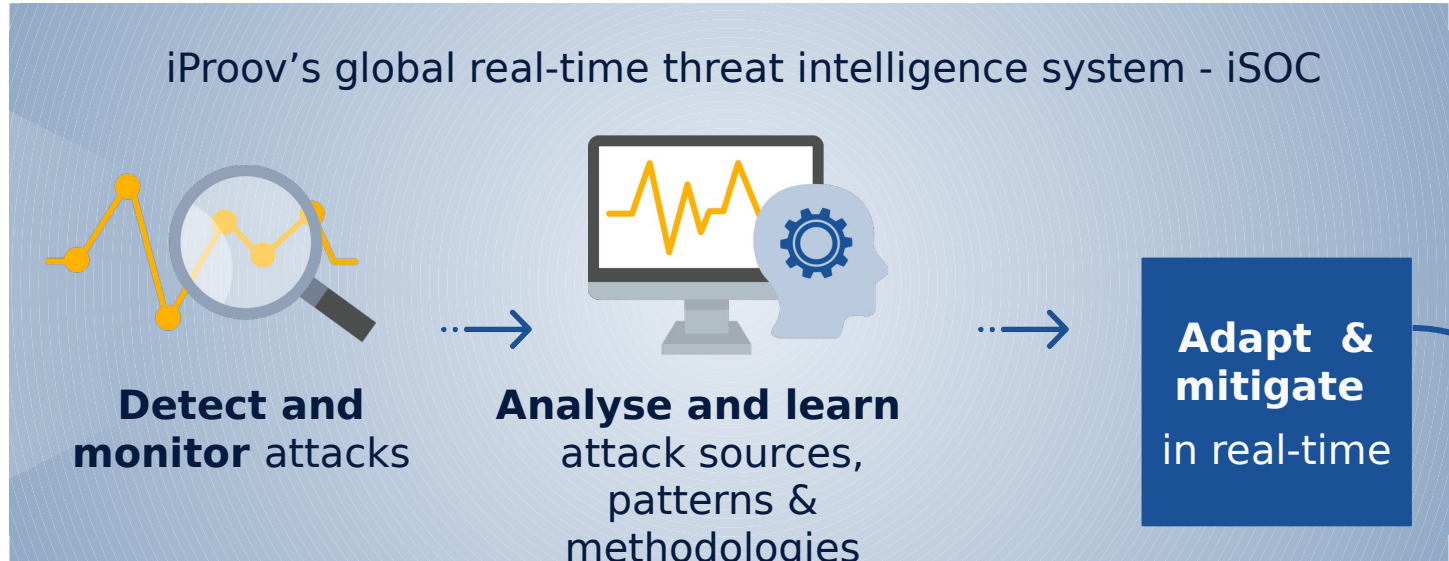 iProov’s global real-time threat intelligence system - iSOC
Detect and
monitor attacks
Analyse and learn
attack sources,
patterns &
methodologies
Adapt & 
mitigate
in real-time